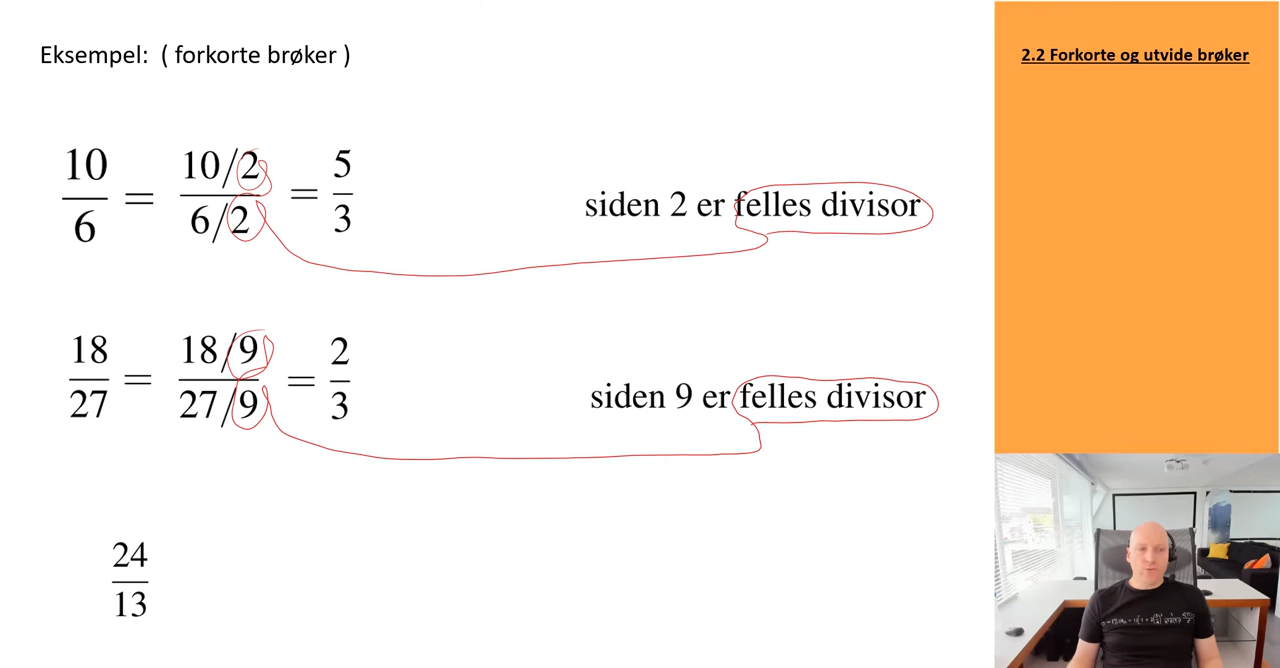 Eksempel: ( forkorte brøker )
2.2 Forkorte og utvide brøker
10/6 = (10/2)/(6/2) = 5/3
siden 2 er felles divisor
18/27 = (18/9)/(27/9) = 2/3
siden 9 er felles divisor
24
13